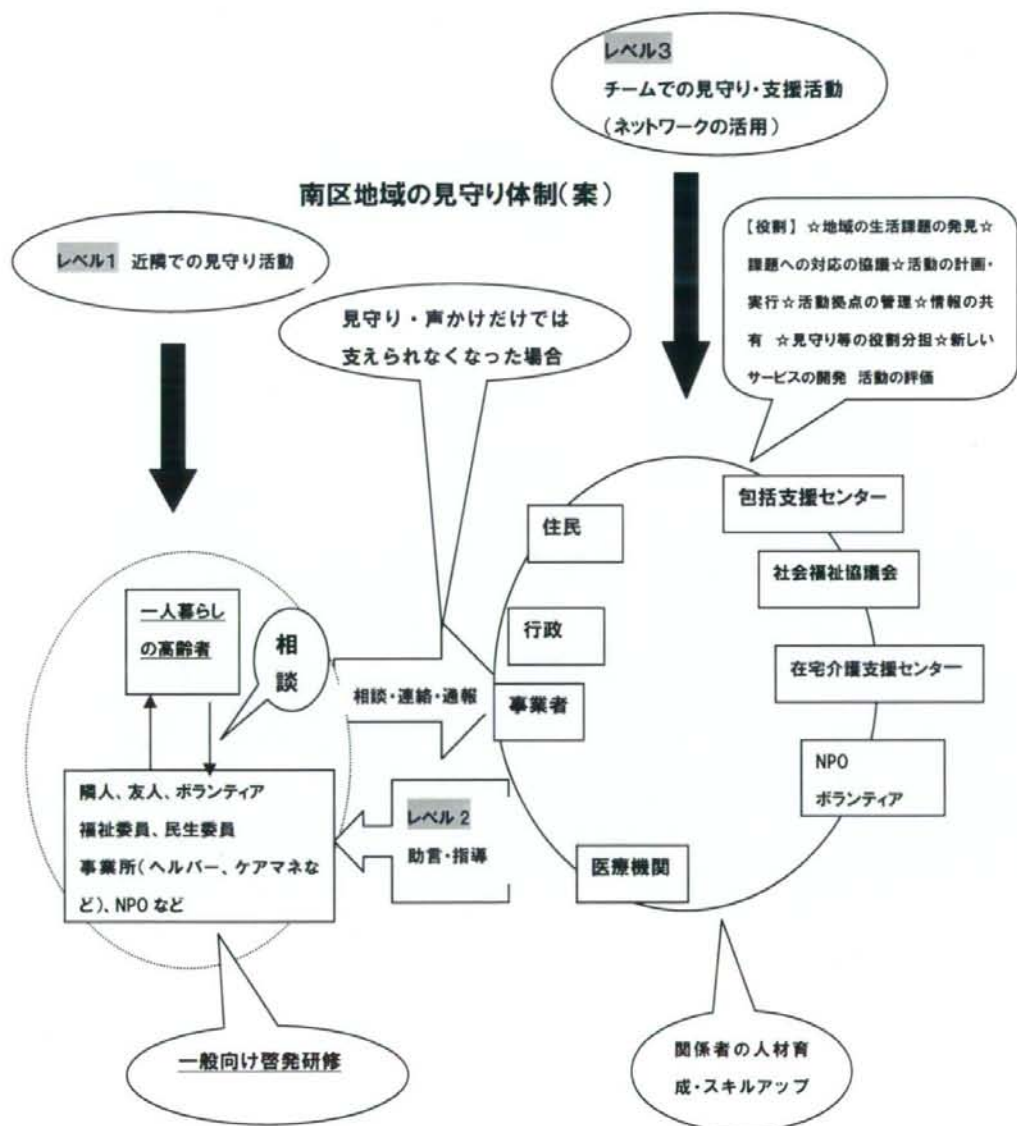 レベル3
チームでの見守り・支援活動
(ネットワークの活用)
南区地域の見守り体制(案)
レベル1 近隣での見守り活動
【役割】 ☆地域の生活課題の発見☆
課題への対応の協議☆活動の計画・
実行☆活動拠点の管理☆情報の共
有 ☆見守り等の役割分担☆新しい
サービスの開発 活動の評価
見守り・声かけだけでは
支えられなくなった場合
包括支援センター
住民
社会福祉協議会
一人暮らし
の高齢者
相
談
行政
在宅介護支援センター
相談・連絡・通報
事業者
NPO
ボランティア
隣人、友人、ボランティア
福祉委員、民生委員
事業所(ヘルパー、ケアマネな
ど)、NPO など
レベル2
助言・指導
医療機関
一般向け啓発研修
関係者の人材育
成・スキルアップ